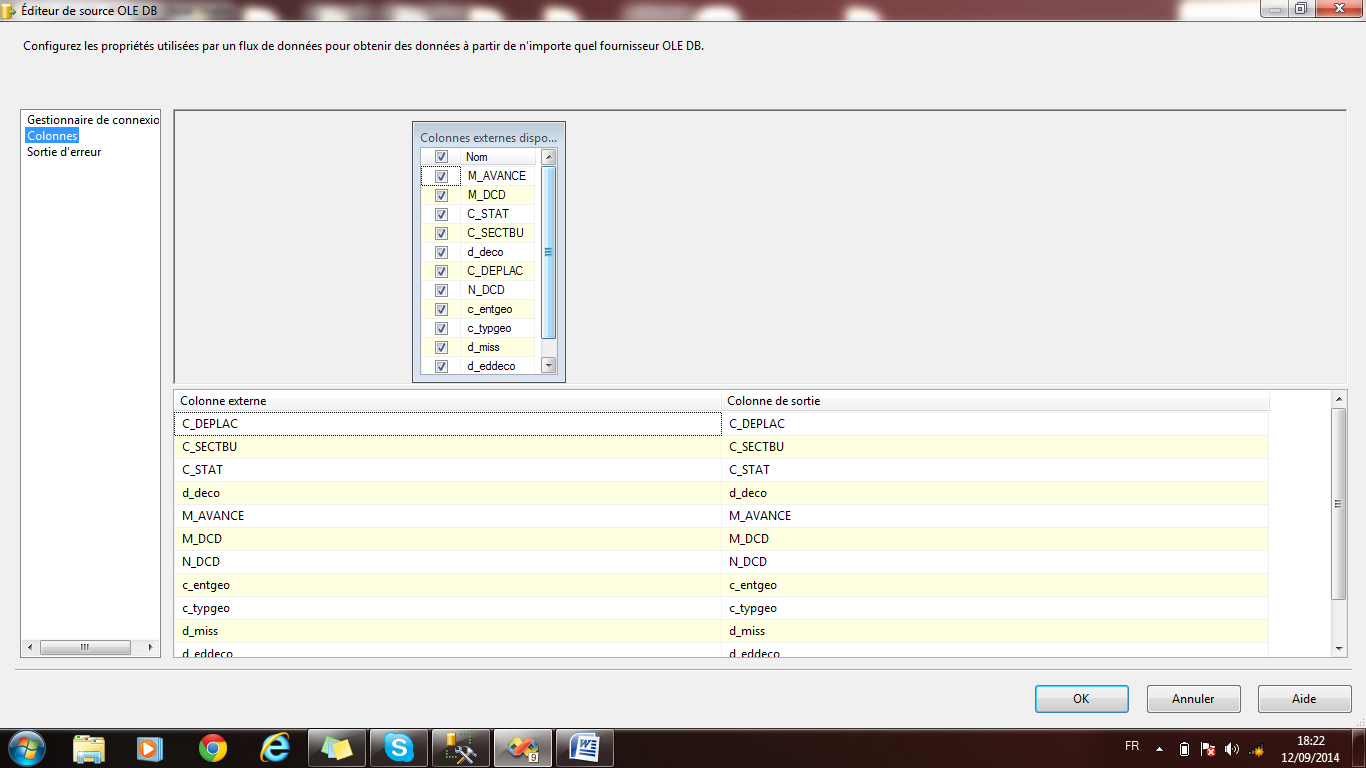 Éditeur de source OLE DB
Configurez les propriétés utilisées par un flux de données pour obtenir des données à partir de n'importe quel fournisseur OLE DB.
Gestionnaire de connexio
Colonnes
Sortie d'erreur
Colonnes externes dispo...
Nom
M_AVANCE
M_DCD
C_STAT
C_SECTBU
d_deco
C_DEPLAC
N_DCD
c_entgeo
c_typgeo
d_miss
d_eddeco
Colonne externe Colonne de sortie
C_DEPLAC C_DEPLAC
C_SECTBU C_SECTBU
C_STAT C_STAT
d_deco d_deco
M_AVANCE M_AVANCE
M_DCD M_DCD
N_DCD N_DCD
c_entgeo c_entgeo
c_typgeo c_typgeo
d_miss d_miss
d_eddeco d_eddeco
OK Annuler Aide
FR
18:22
12/09/2014
9